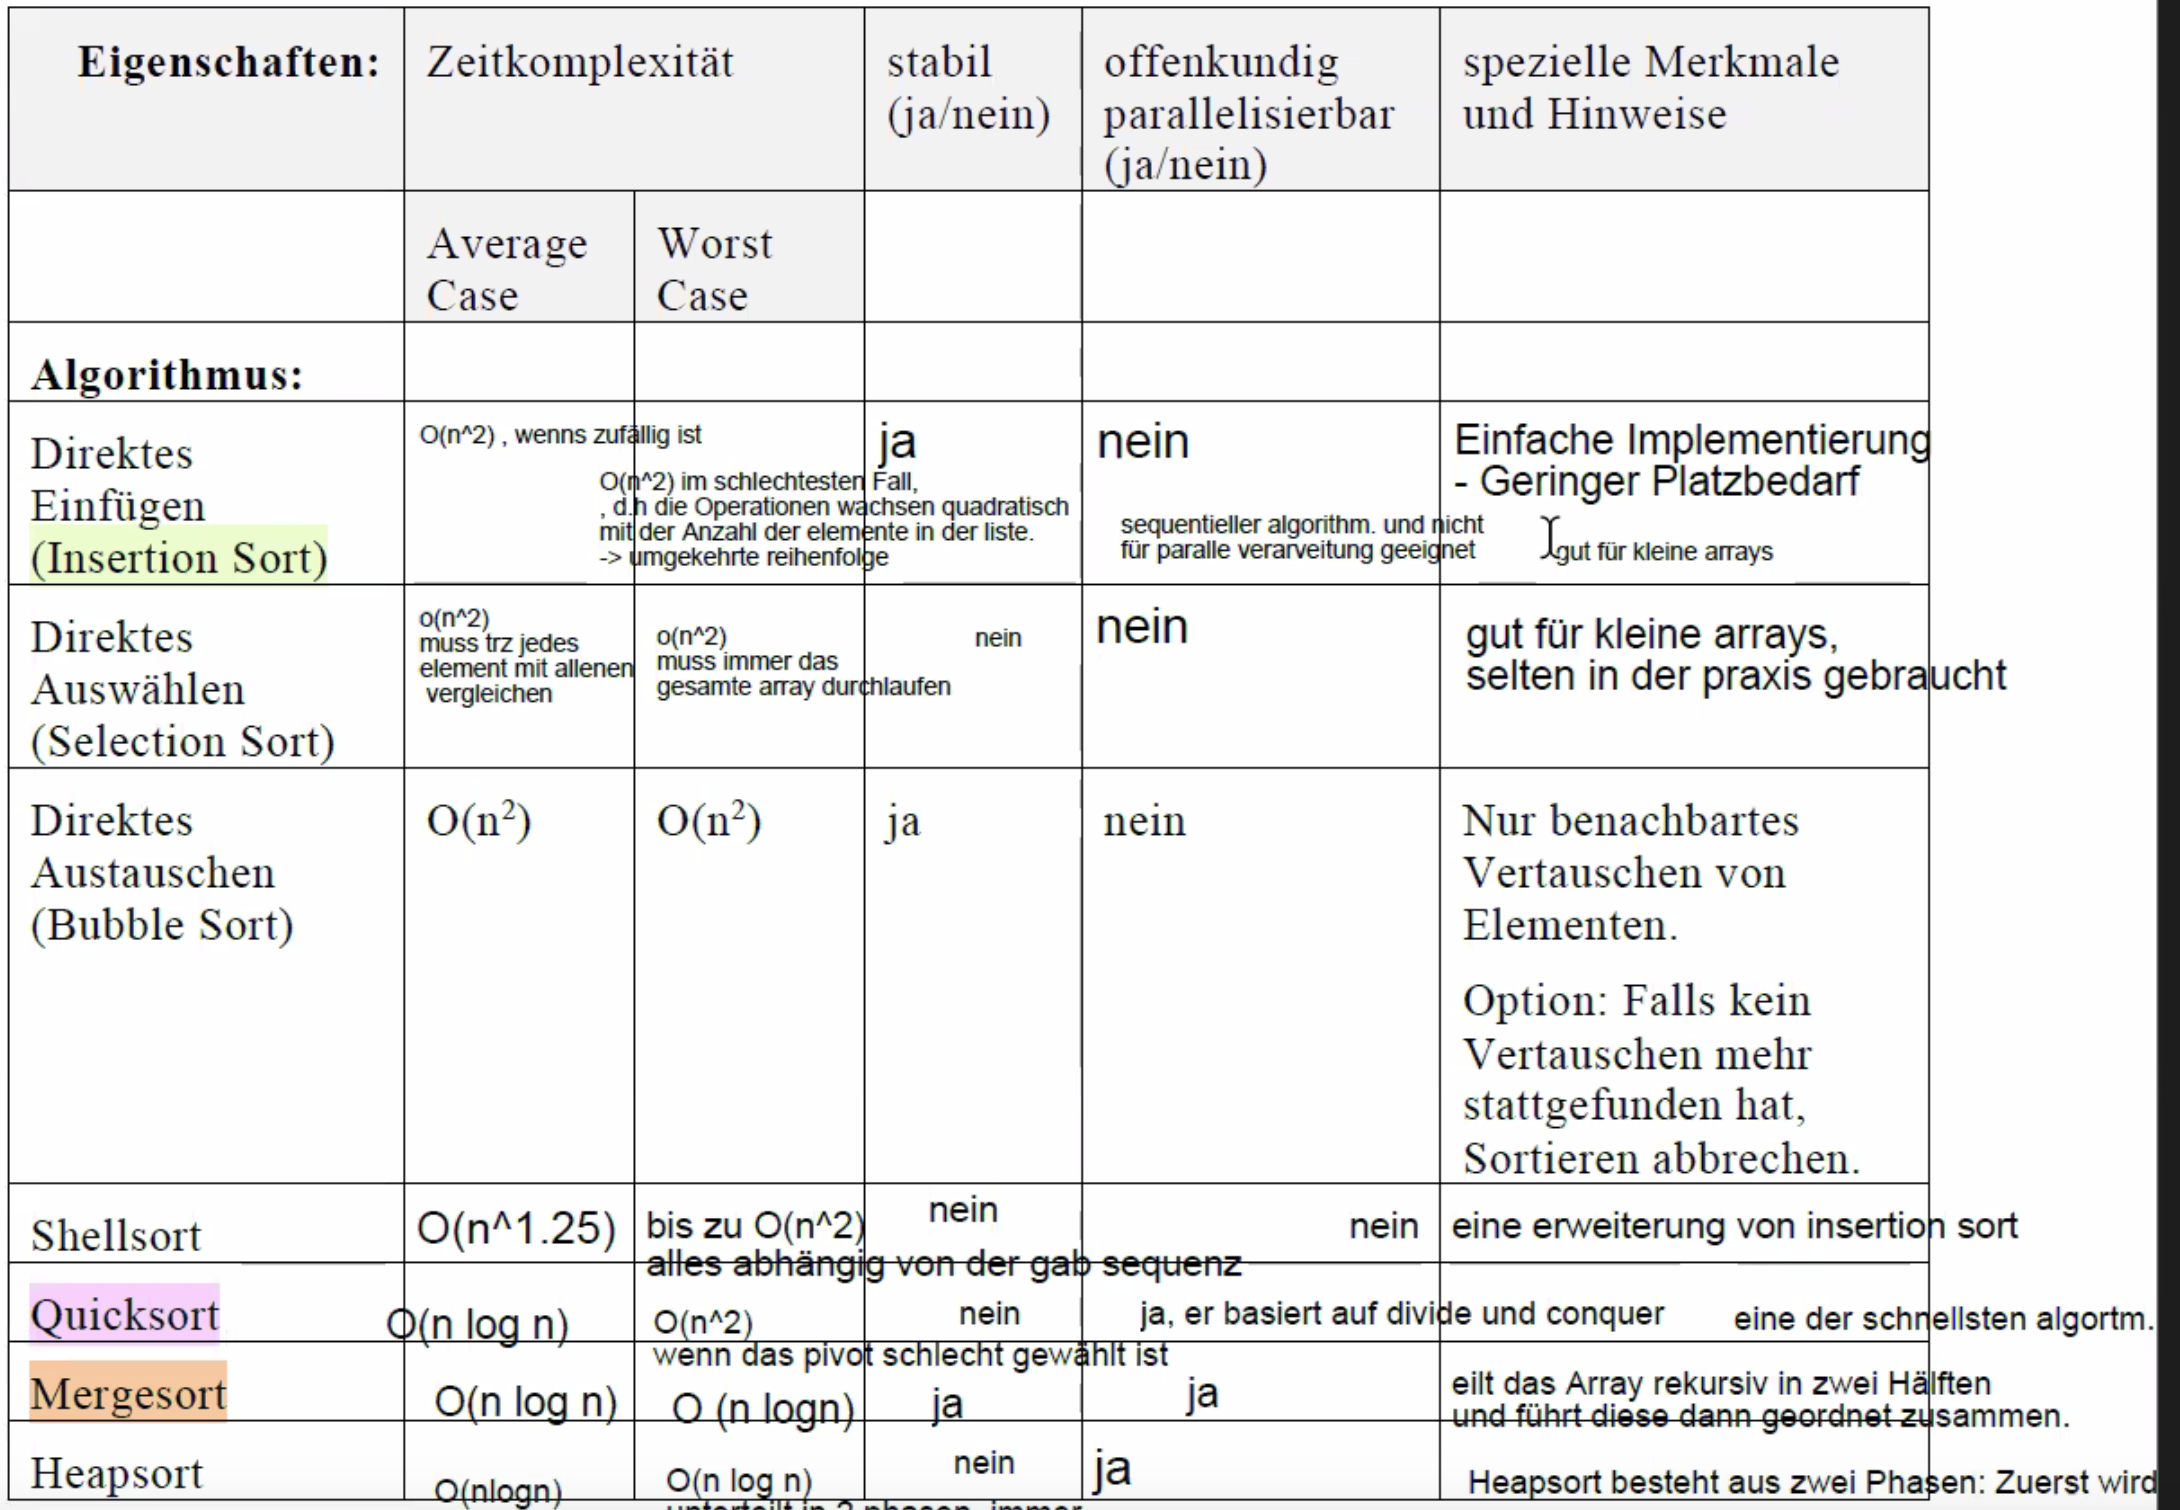 Eigenschaften:
Zeitkomplexität
stabil
(ja/nein)
offenkundig
parallelisierbar
(ja/nein)
spezielle Merkmale
und Hinweise
Average
Case
Worst
Case
Algorithmus:
Direktes
Einfügen
(Insertion Sort)
O(n^2) , wenns zufällig ist
O(n^2) im schlechtesten Fall,
, d.h die Operationen wachsen quadratisch
mit der Anzahl der elemente in der liste.
-> umgekehrte reihenfolge
ja
nein
sequentieller algorithm. und nicht
für paralle verarveitung geeignet
Einfache Implementierung
- Geringer Platzbedarf
gut für kleine arrays
Direktes
Auswählen
(Selection Sort)
o(n^2)
muss trz jedes
element mit allenen
vergleichen
o(n^2)
muss immer das
gesamte array durchlaufen
nein
nein
gut für kleine arrays,
selten in der praxis gebraucht
Direktes
Austauschen
(Bubble Sort)
O(n²)
O(n²)
ja
nein
Nur benachbartes
Vertauschen von
Elementen.
Option: Falls kein
Vertauschen mehr
stattgefunden hat,
Sortieren abbrechen.
Shellsort
O(n^1.25)
bis zu O(n^2)
alles abhängig von der gab sequenz
nein
nein
eine erweiterung von insertion sort
Quicksort
O(n log n)
O(n^2)
wenn das pivot schlecht gewählt ist
nein
ja, er basiert auf divide und conquer
eine der schnellsten algortm.
Mergesort
O(n log n)
O (n logn)
ja
ja
eilt das Array rekursiv in zwei Hälften
und führt diese dann geordnet zusammen.
Heapsort
O(nlogn)
O(n log n)
unterteilt in 2 phasen, immer
nein
ja
Heapsort besteht aus zwei Phasen: Zuerst wird